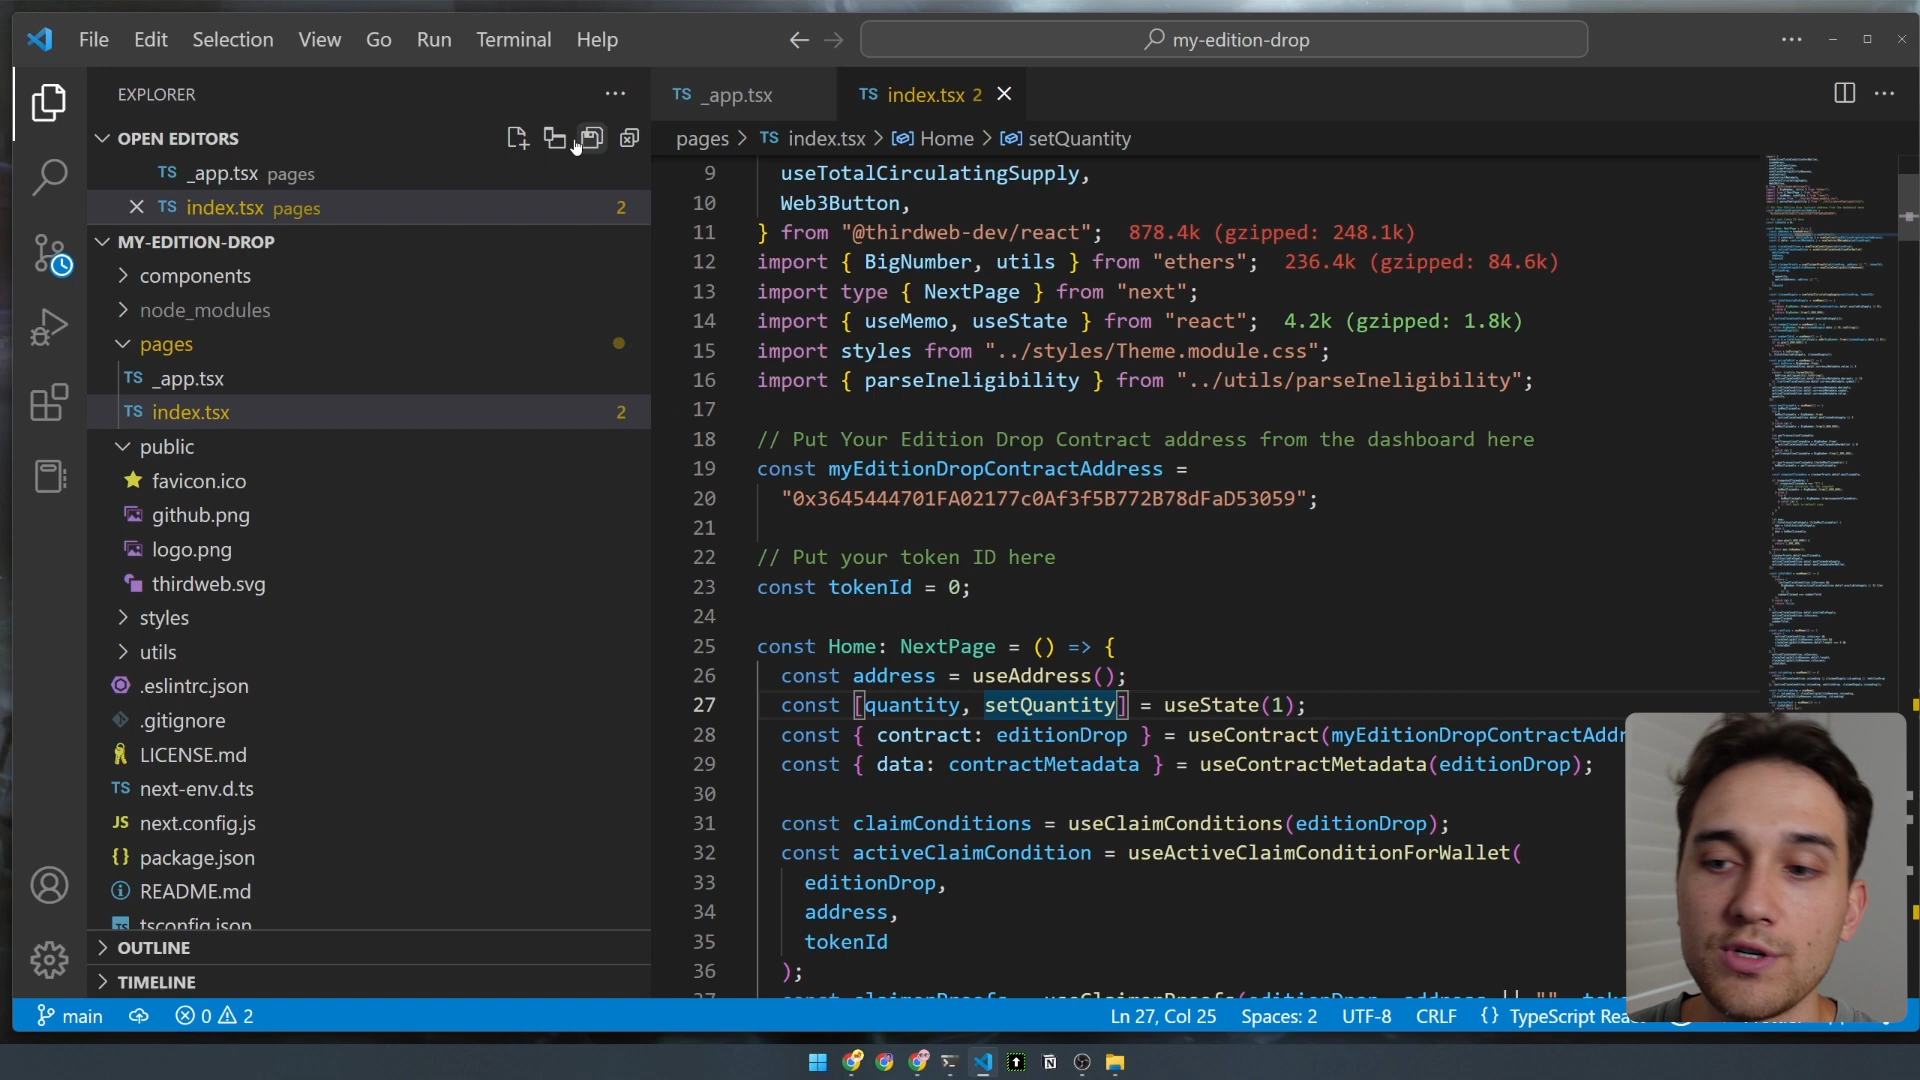 File Edit Selection View Go Run Terminal Help
my-edition-drop
EXPLORER
OPEN EDITORS
TS _app.tsx pages
TS index.tsx pages 2
MY-EDITION-DROP
components
node_modules
pages
TS _app.tsx
TS index.tsx 2
public
favicon.ico
github.png
logo.png
thirdweb.svg
styles
utils
.eslintrc.json
.gitignore
LICENSE.md
TS next-env.d.ts
JS next.config.js
{} package.json
README.md
tsconfig.json
OUTLINE
TIMELINE
TS _app.tsx
TS index.tsx 2
pages > TS index.tsx > Home > setQuantity
9 useTotalCirculatingSupply,
10 Web3Button,
11 } from "@thirdweb-dev/react"; 878.4k (gzipped: 248.1k)
12 import { BigNumber, utils } from "ethers"; 236.4k (gzipped: 84.6k)
13 import type { NextPage } from "next";
14 import { useMemo, useState } from "react"; 4.2k (gzipped: 1.8k)
15 import styles from "../styles/Theme.module.css";
16 import { parseIneligibility } from "../utils/parseIneligibility";
17
18 // Put Your Edition Drop Contract address from the dashboard here
19 const myEditionDropContractAddress =
20 "0x3645444701FA02177c0Af3f5B772B78dFaD53059";
21
22 // Put your token ID here
23 const tokenId = 0;
24
25 const Home: NextPage = () => {
26 const address = useAddress();
27 const [quantity, setQuantity] = useState(1);
28 const { contract: editionDrop } = useContract(myEditionDropContractAddr
29 const { data: contractMetadata } = useContractMetadata(editionDrop);
30
31 const claimConditions = useClaimConditions(editionDrop);
32 const activeClaimCondition = useActiveClaimConditionForWallet(
33 editionDrop,
34 address,
35 tokenId
36 );
main 0 2
Ln 27, Col 25 Spaces: 2 UTF-8 CRLF {} TypeScript Rea